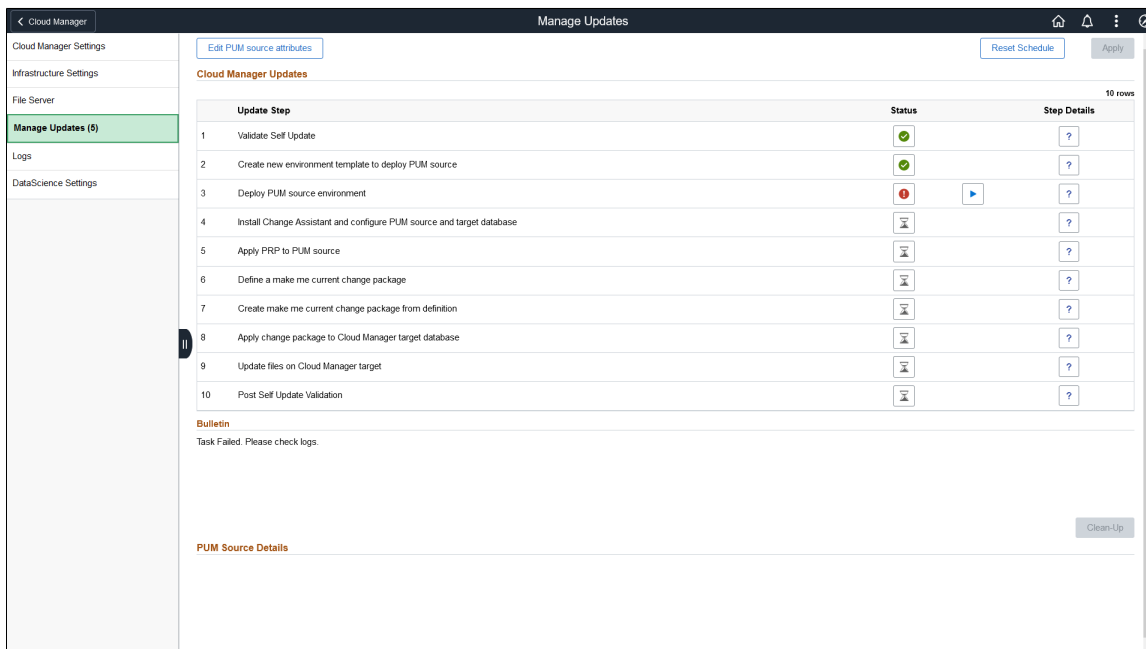 Cloud Manager
Manage Updates
Cloud Manager Settings
Infrastructure Settings
File Server
Manage Updates (5)
Logs
DataScience Settings
Edit PUM source attributes
Reset Schedule
Apply
Cloud Manager Updates
10 rows
Update Step Status Step Details
1 Validate Self Update ?
2 Create new environment template to deploy PUM source ?
3 Deploy PUM source environment ?
4 Install Change Assistant and configure PUM source and target database ?
5 Apply PRP to PUM source ?
6 Define a make me current change package ?
7 Create make me current change package from definition ?
8 Apply change package to Cloud Manager target database ?
9 Update files on Cloud Manager target ?
10 Post Self Update Validation ?
Bulletin
Task Failed. Please check logs.
Clean-Up
PUM Source Details